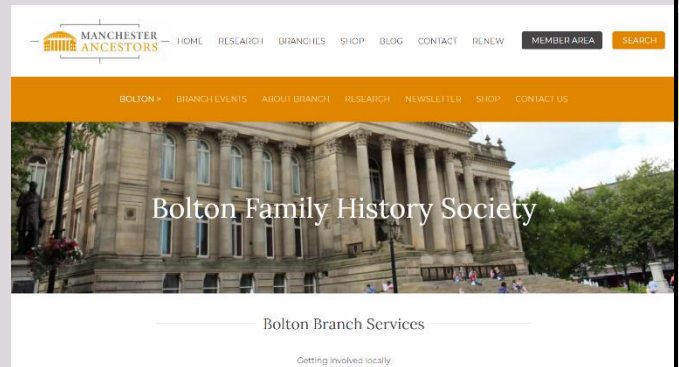 MANCHESTER
ANCESTORS
HOME RESEARCH BRANCHES SHOP BLOG CONTACT RENEW MEMBER AREA SEARCH
BOLTON > BRANCH EVENTS ABOUT BRANCH RESEARCH NEWSLETTER SHOP CONTACT US
Bolton Family History Society
Bolton Branch Services
Getting involved locally